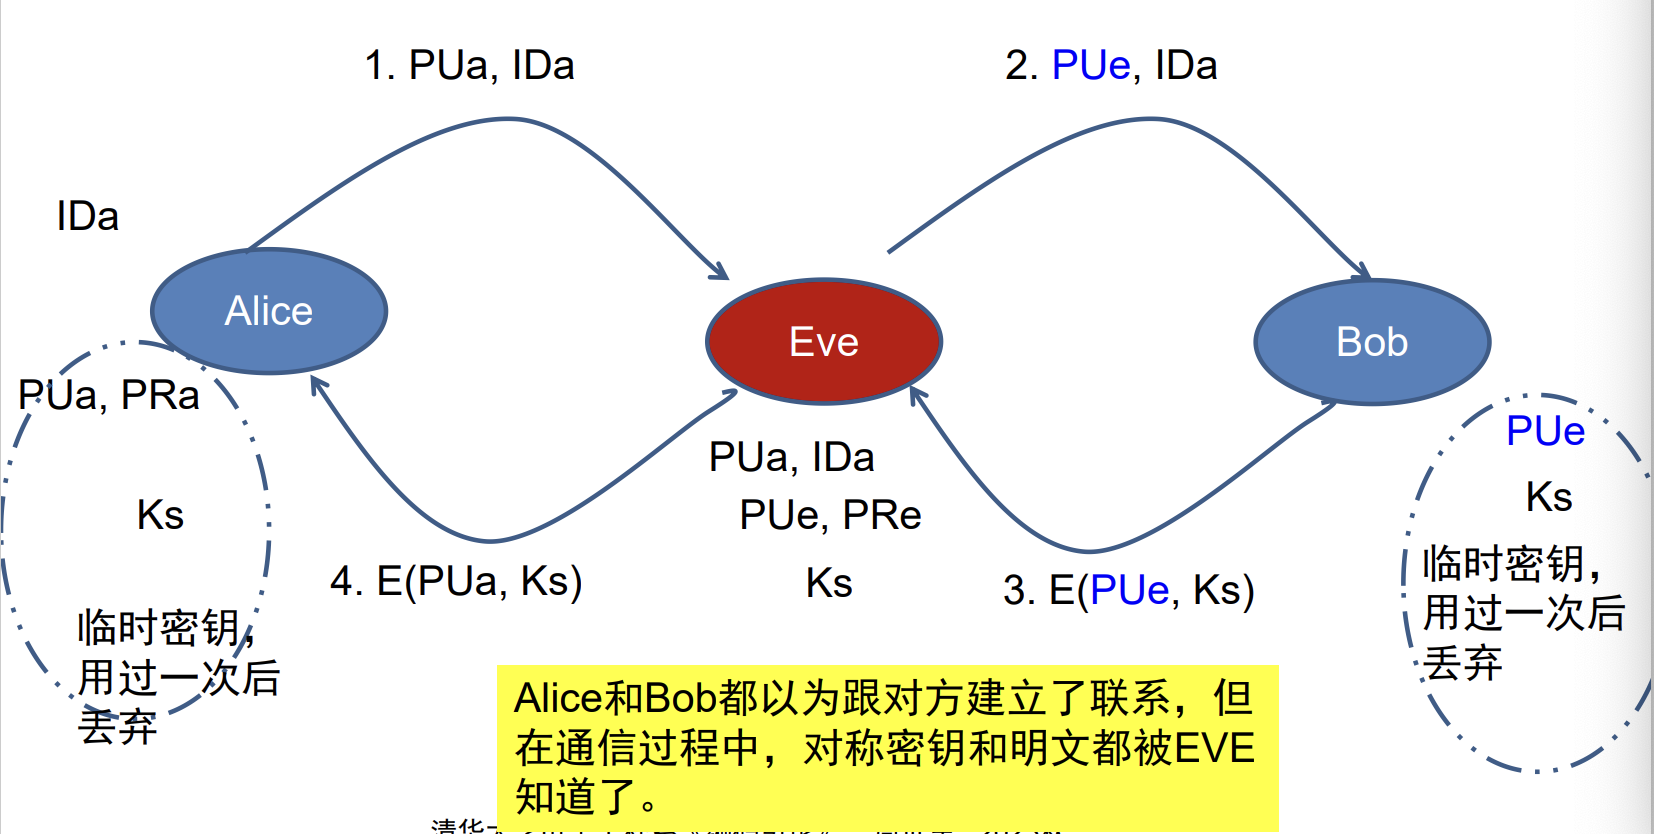 1. PUa, IDa
2. PUe, IDa
IDa
Alice
Eve
Bob
PUa, PRa
Ks
临时密钥，
用过一次后
丢弃
PUa, IDa
PUe, PRe
Ks
4. E(PUa, Ks)
3. E(PUe, Ks)
PUe
Ks
临时密钥，
用过一次后
丢弃
Alice和Bob都以为跟对方建立了联系，但
在通信过程中，对称密钥和明文都被EVE
知道了。
清华